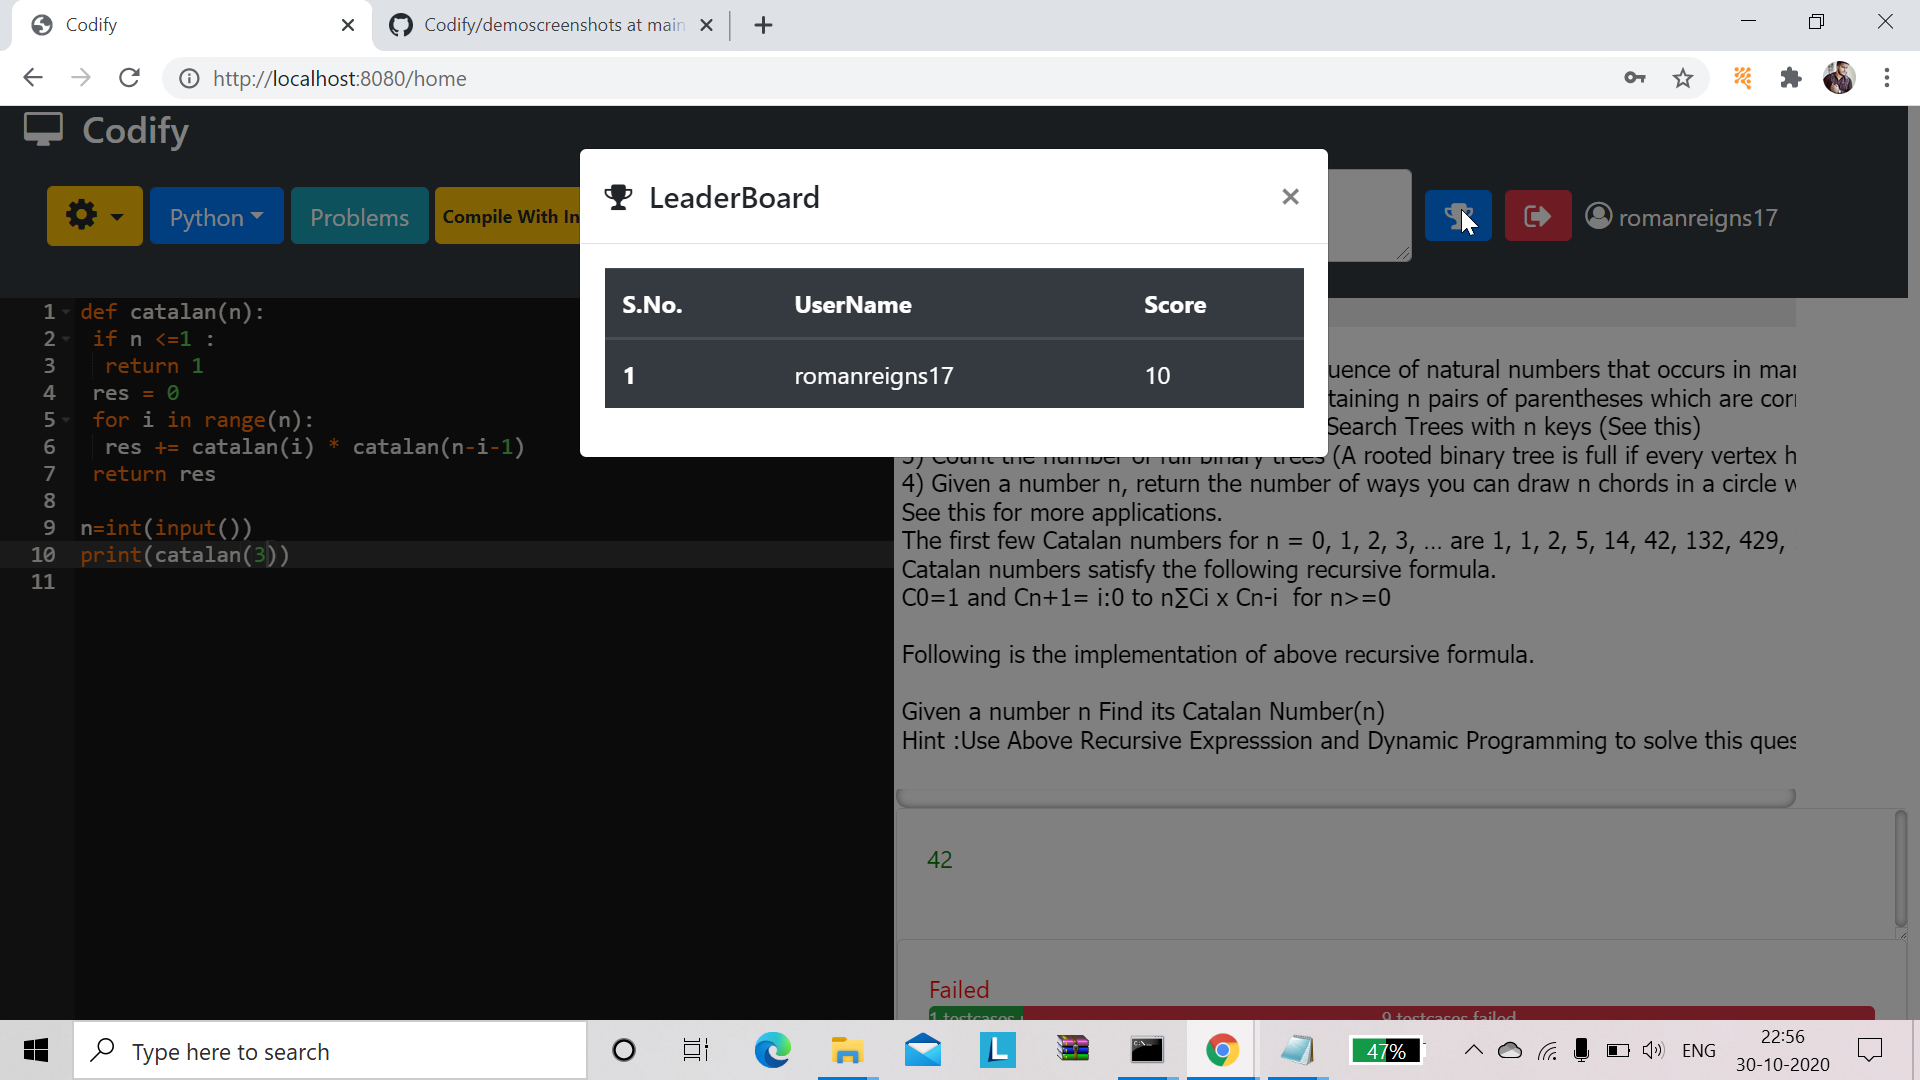 Codify
Codify/demoscreenshots at main
http://localhost:8080/home
Codify
Python
Problems
Compile With In
romanreigns17
LeaderBoard
S.No. UserName Score
1 romanreigns17 10
1 def catalan(n):
2 if n <=1 :
3 return 1
4 res = 0
5 for i in range(n):
6 res += catalan(i) * catalan(n-i-1)
7 return res
8
9 n=int(input())
10 print(catalan(3))
11
uence of natural numbers that occurs in mar
taining n pairs of parentheses which are corr
Search Trees with n keys (See this)
3) Count the number of full binary trees (A rooted binary tree is full if every vertex h
4) Given a number n, return the number of ways you can draw n chords in a circle w
See this for more applications.
The first few Catalan numbers for n = 0, 1, 2, 3, … are 1, 1, 2, 5, 14, 42, 132, 429,
Catalan numbers satisfy the following recursive formula.
C0=1 and Cn+1= i:0 to n∑Ci x Cn-i for n>=0
Following is the implementation of above recursive formula.
Given a number n Find its Catalan Number(n)
Hint :Use Above Recursive Expresssion and Dynamic Programming to solve this ques
42
Failed
1 testcases
9 testcases failed
Type here to search
L
47%
ENG
22:56
30-10-2020